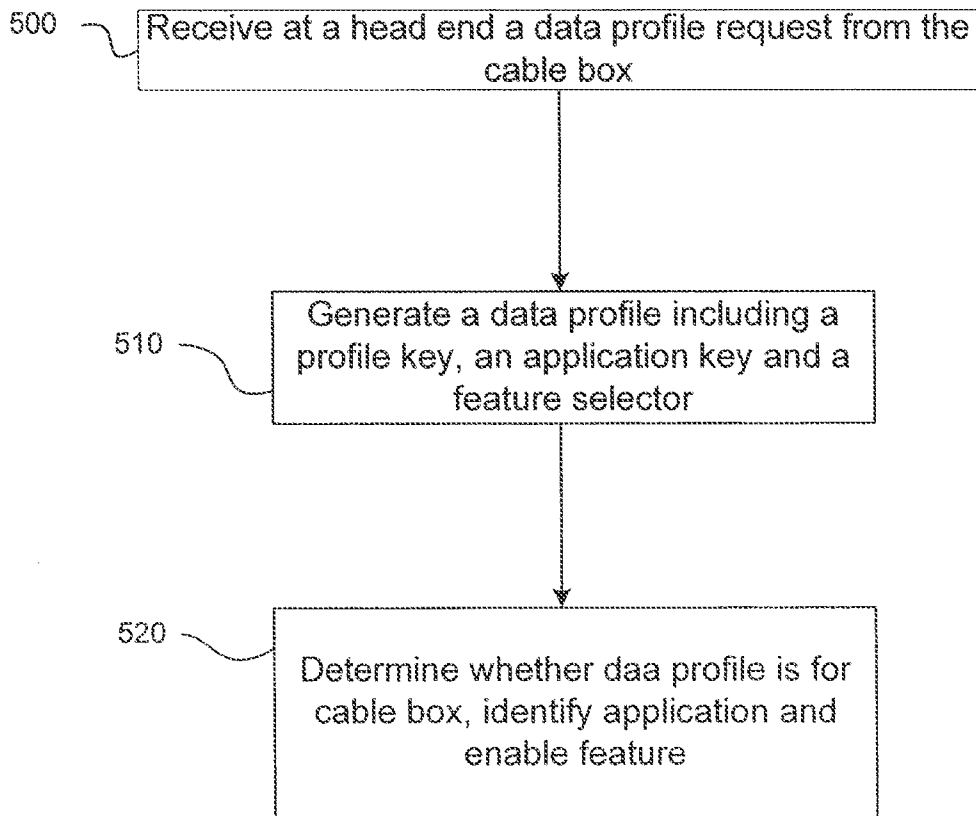 500
Receive at a head end a data profile request from the
cable box
510
Generate a data profile including a
profile key, an application key and a
feature selector
520
Determine whether daa profile is for
cable box, identify application and
enable feature